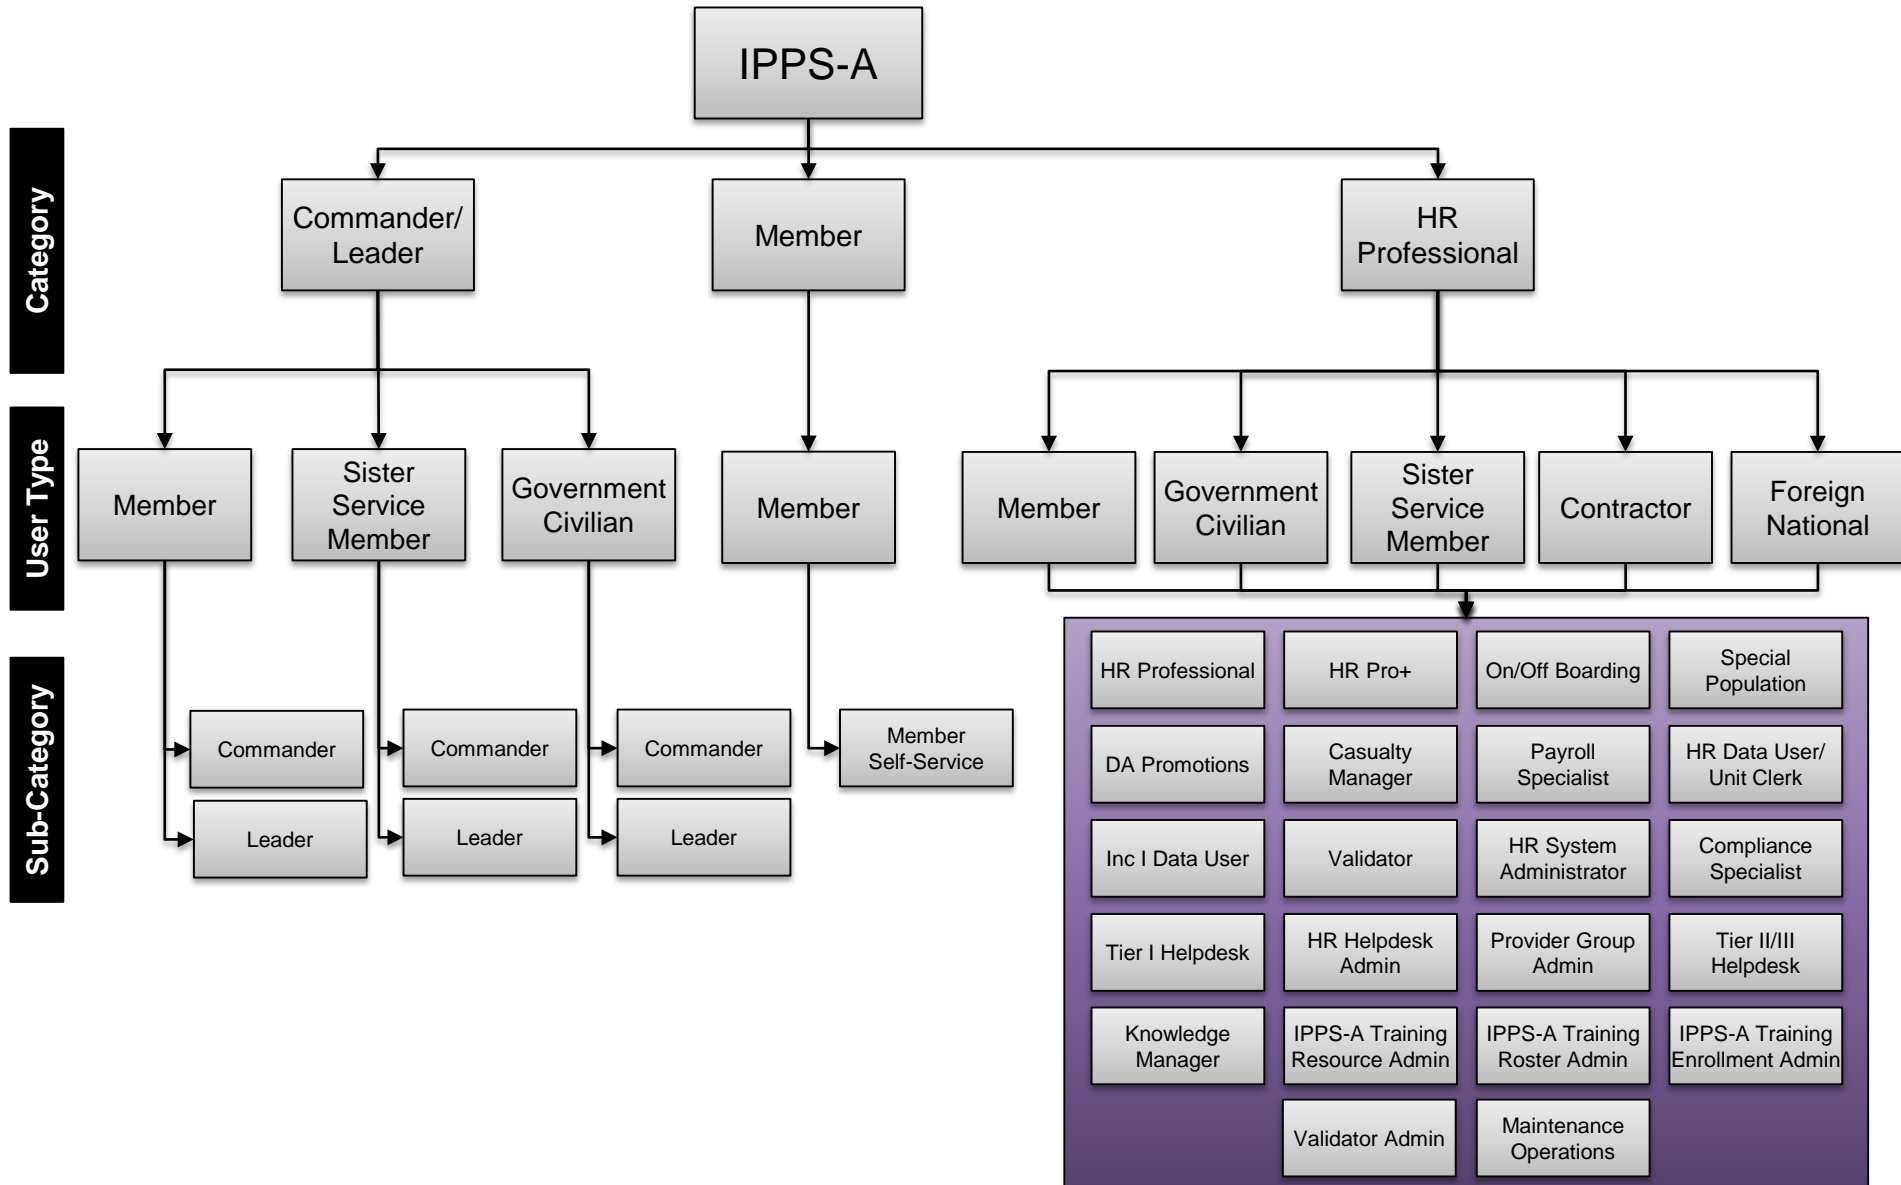 IPPS-A
Category
Commander/
Leader
Member
HR
Professional
User Type
Member
Sister
Service
Member
Government
Civilian
Member
Member
Government
Civilian
Sister
Service
Member
Contractor
Foreign
National
Sub-Category
Commander
Commander
Commander
Member
Self-Service
Leader
Leader
Leader
HR Professional
HR Pro+
On/Off Boarding
Special
Population
DA Promotions
Casualty
Manager
Payroll
Specialist
HR Data User/
Unit Clerk
Inc I Data User
Validator
HR System
Administrator
Compliance
Specialist
Tier I Helpdesk
HR Helpdesk
Admin
Provider Group
Admin
Tier II/III
Helpdesk
Knowledge
Manager
IPPS-A Training
Resource Admin
IPPS-A Training
Roster Admin
IPPS-A Training
Enrollment Admin
Validator Admin
Maintenance
Operations